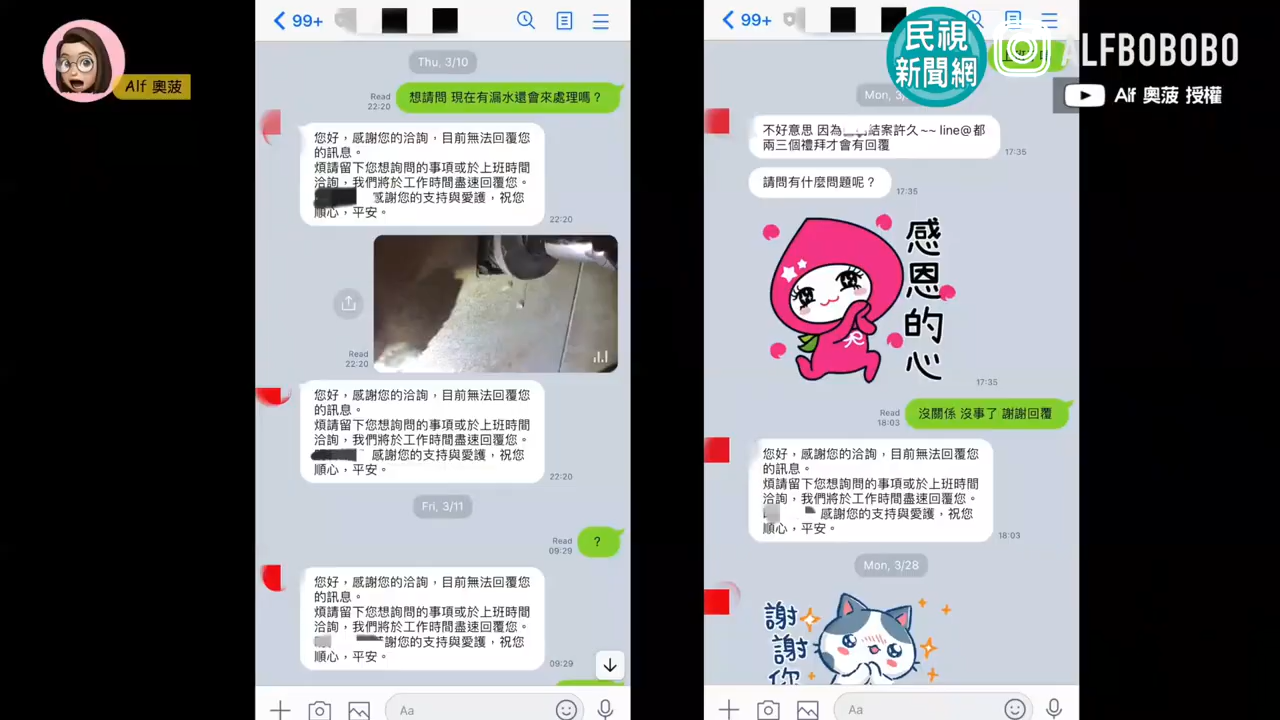 Alf 奧菠
99+
Thu, 3/10
想請問 現在有漏水還會來處理嗎？
Read
22:20
您好，感謝您的洽詢，目前無法回覆您
的訊息。
煩請留下您想詢問的事項或於上班時間
洽詢，我們將於工作時間盡速回覆您。
感謝您的支持與愛護，祝您
順心，平安。
22:20
Read
22:20
您好，感謝您的洽詢，目前無法回覆您
的訊息。
煩請留下您想詢問的事項或於上班時間
洽詢，我們將於工作時間盡速回覆您。
感謝您的支持與愛護，祝您
順心，平安。
22:20
Fri, 3/11
Read
09:29
?
您好，感謝您的洽詢，目前無法回覆您
的訊息。
煩請留下您想詢問的事項或於上班時間
洽詢，我們將於工作時間盡速回覆您。
謝您的支持與愛護，祝您
順心，平安。
09:29
Aa
99+
民視
新聞網
ALFBOBOBO
Alf 奧菠 授權
Mon, 3/
不好意思 因為 結案許久~~ line@都
兩三個禮拜才會有回覆
17:35
請問有什麼問題呢？
17:35
感恩的心
17:35
Read
18:03
沒關係 沒事了 謝謝回覆
您好，感謝您的洽詢，目前無法回覆您
的訊息。
煩請留下您想詢問的事項或於上班時間
洽詢，我們將於工作時間盡速回覆您。
感謝您的支持與愛護，祝您
順心，平安。
18:03
Mon, 3/28
謝謝你
Aa